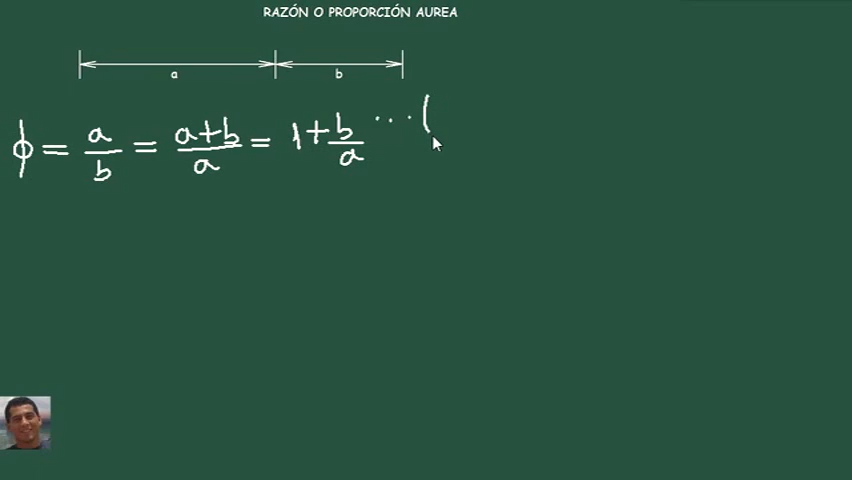 RAZÓN O PROPORCIÓN AUREA
a b
ϕ = a/b = a+b/a = 1+b/a ...(